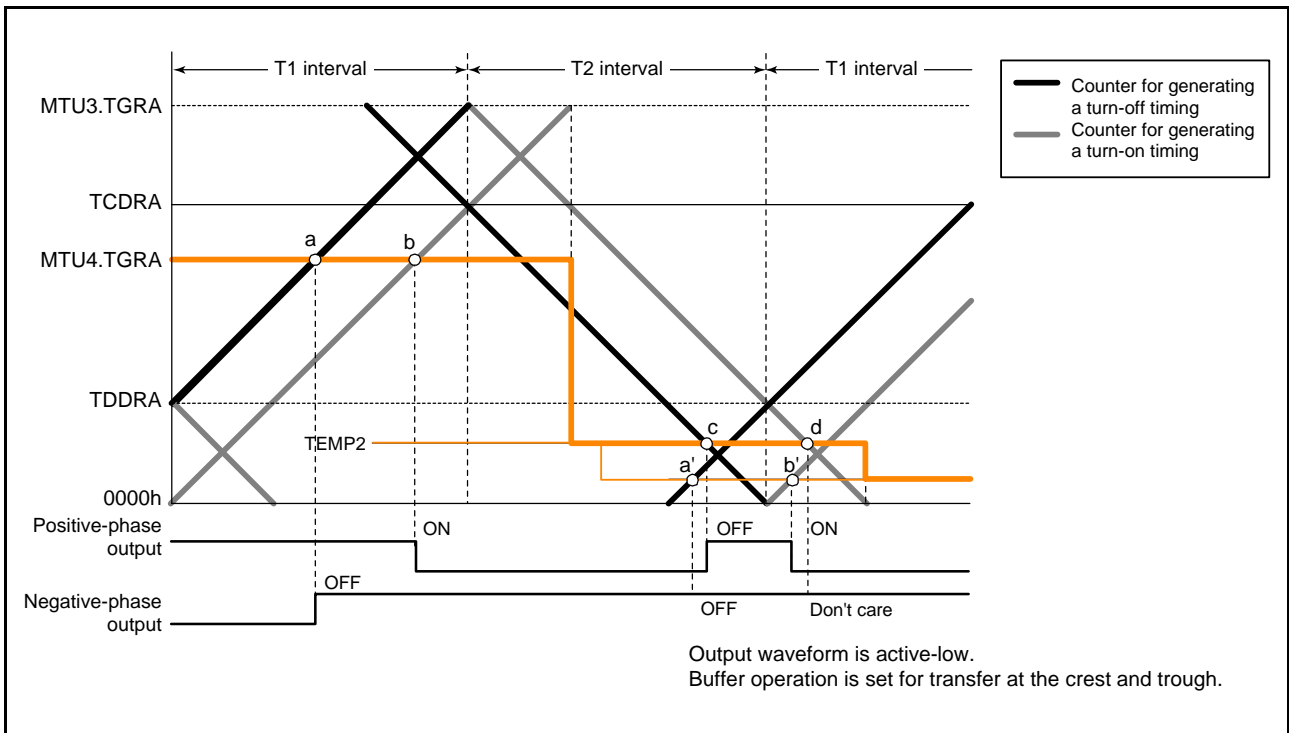 T1 interval
T2 interval
T1 interval
Counter for generating
a turn-off timing
Counter for generating
a turn-on timing
MTU3.TGRA
TCDRA
MTU4.TGRA
TDDRA
TEMP2
0000h
a
b
c
d
a'
b'
Positive-phase
output
ON
OFF
ON
Negative-phase
output
OFF
OFF
Don't care
Output waveform is active-low.
Buffer operation is set for transfer at the crest and trough.